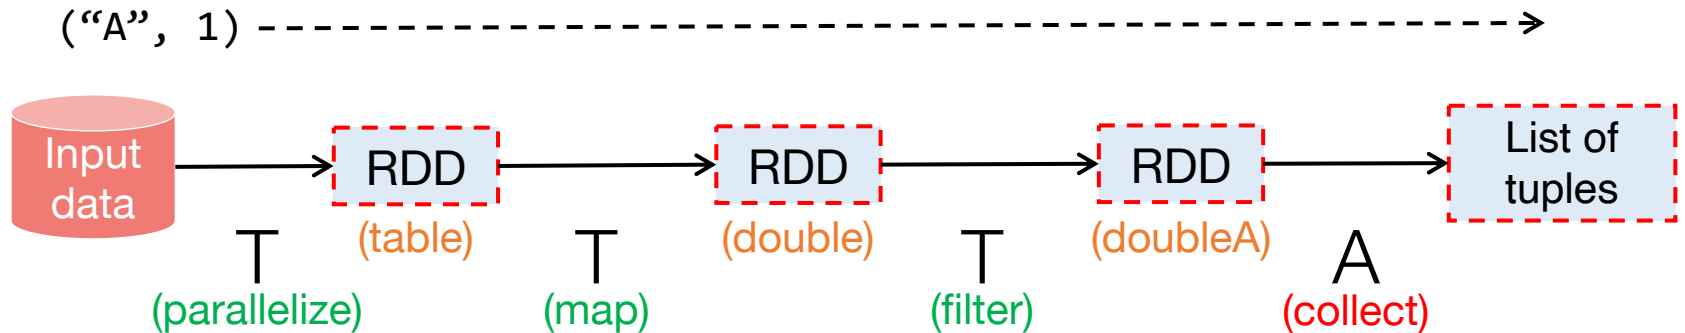 (“A”, 1)
Input
data
RDD
RDD
RDD
List of
tuples
(table)
(double)
(doubleA)
T
T
T
A
(parallelize)
(map)
(filter)
(collect)